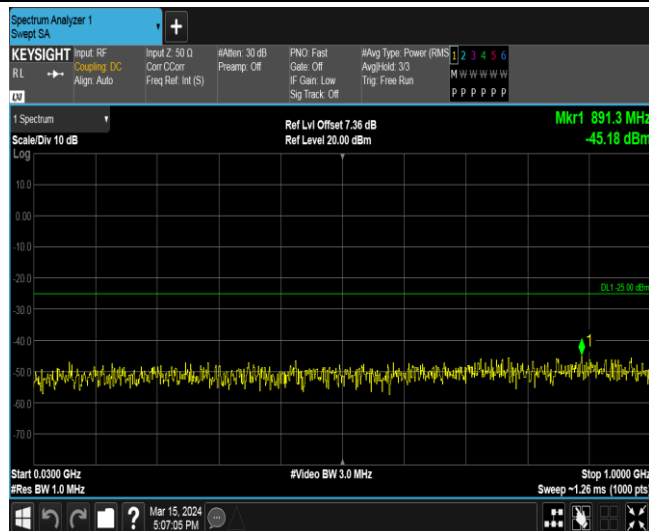 Spectrum Analyzer 1
Swept SA
+
KEYSIGHT
RL
Input: RF
Coupling: DC
Align: Auto
Input Z: 50 Ω
Corr CCorr
Freq Ref: Int (S)
#Atten: 30 dB
Preamp: Off
PNO: Fast
Gate: Off
IF Gain: Low
Sig Track: Off
#Avg Type: Power (RMS
Avg|Hold: 3/3
Trig: Free Run
1 2 3 4 5 6
M W W W W W
P P P P P P
1 Spectrum
Scale/Div 10 dB
Log
Ref Lvl Offset 7.36 dB
Ref Level 20.00 dBm
Mkr1 891.3 MHz
-45.18 dBm
10.0
0.00
-10.0
-20.0
DL1 -25.00 dBm
-30.0
-40.0
1
-50.0
-60.0
-70.0
Start 0.0300 GHz
#Res BW 1.0 MHz
#Video BW 3.0 MHz
Stop 1.0000 GHz
Sweep ~1.26 ms (1000 pts)
?
Mar 15, 2024
5:07:05 PM